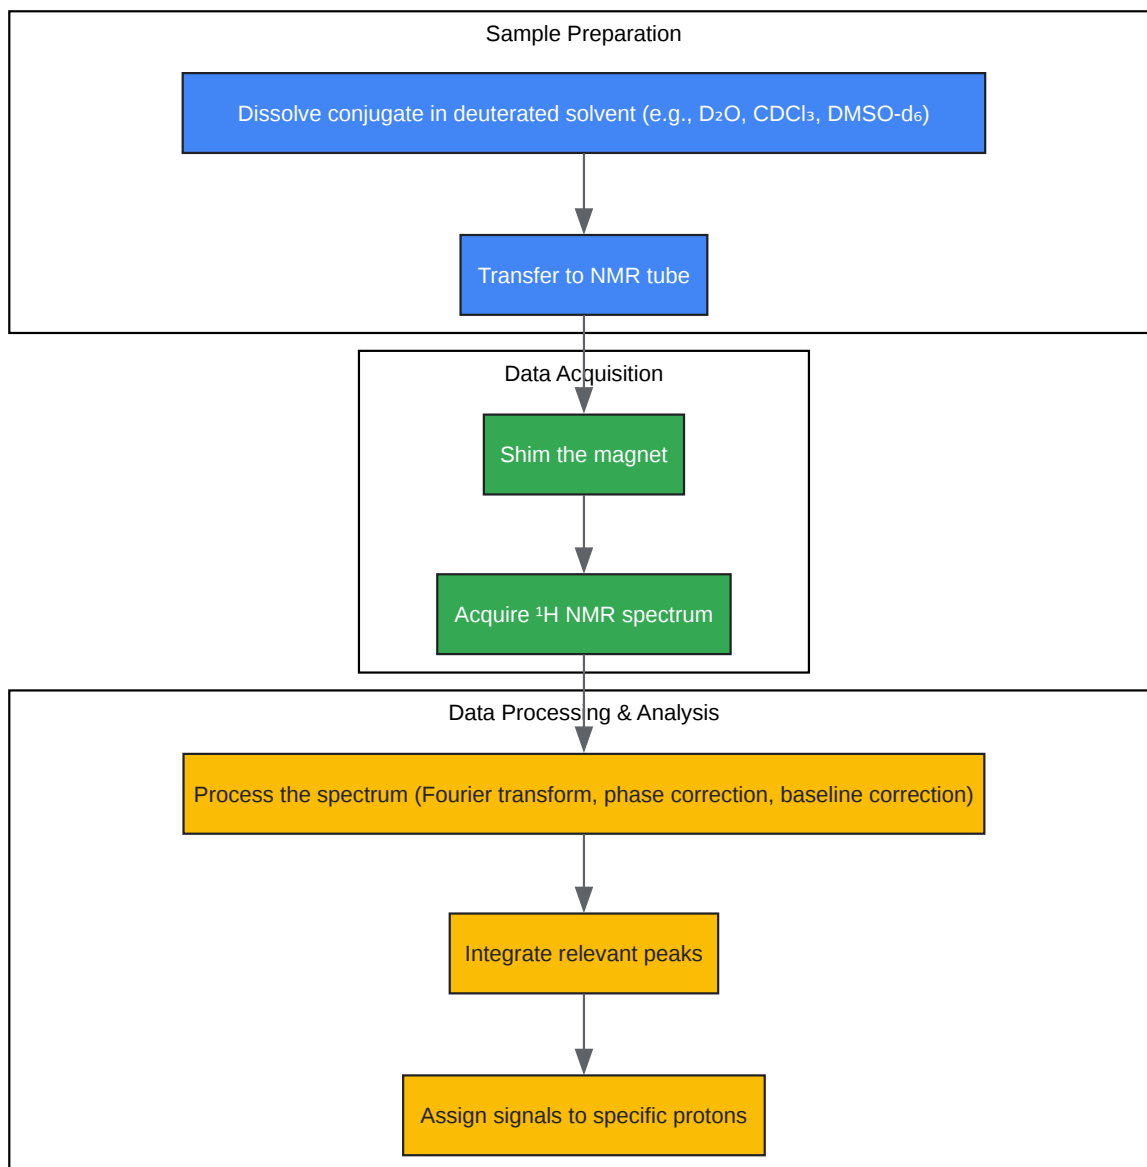 Sample Preparation
Dissolve conjugate in deuterated solvent (e.g., D₂O, CDCl₃, DMSO-d₆)
Transfer to NMR tube
Data Acquisition
Shim the magnet
Acquire ¹H NMR spectrum
Data Processing & Analysis
Process the spectrum (Fourier transform, phase correction, baseline correction)
Integrate relevant peaks
Assign signals to specific protons